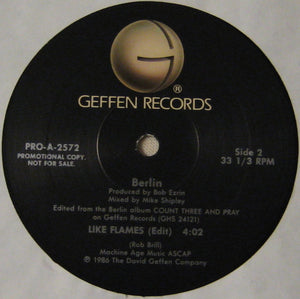 G
®
GEFFEN RECORDS
PRO-A-2572
PROMOTIONAL COPY.
NOT FOR SALE.
Side 2
33 1/3 RPM
Berlin
Produced by Bob Ezrin
Mixed by Mike Shipley
Edited from the Berlin album COUNT THREE AND PRAY
on Geffen Records (GHS 24121)
LIKE FLAMES (Edit) 4:02
(Rob Brill)
Machine Age Music ASCAP
© 1986 The David Geffen Company